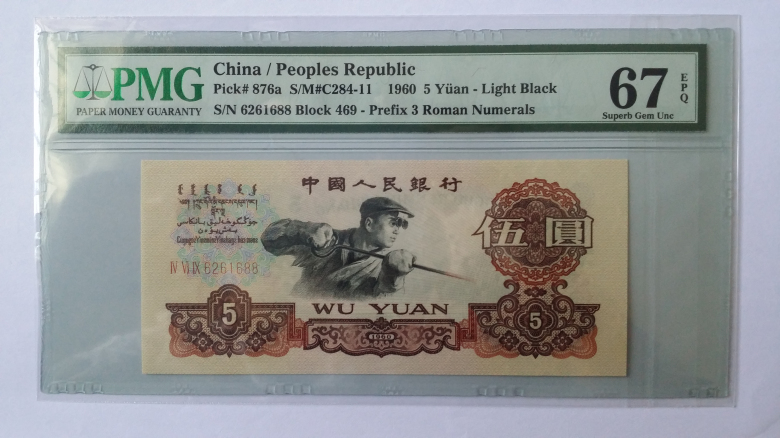 PMG
PAPER MONEY GUARANTY
China / Peoples Republic
Pick# 876a S/M#C284-11 1960 5 Yüan - Light Black
S/N 6261688 Block 469 - Prefix 3 Roman Numerals
67 EPQ
Superb Gem Unc
中國人民銀行
伍圓
IV VI IX 6261688
5
WU YUAN
5
1960